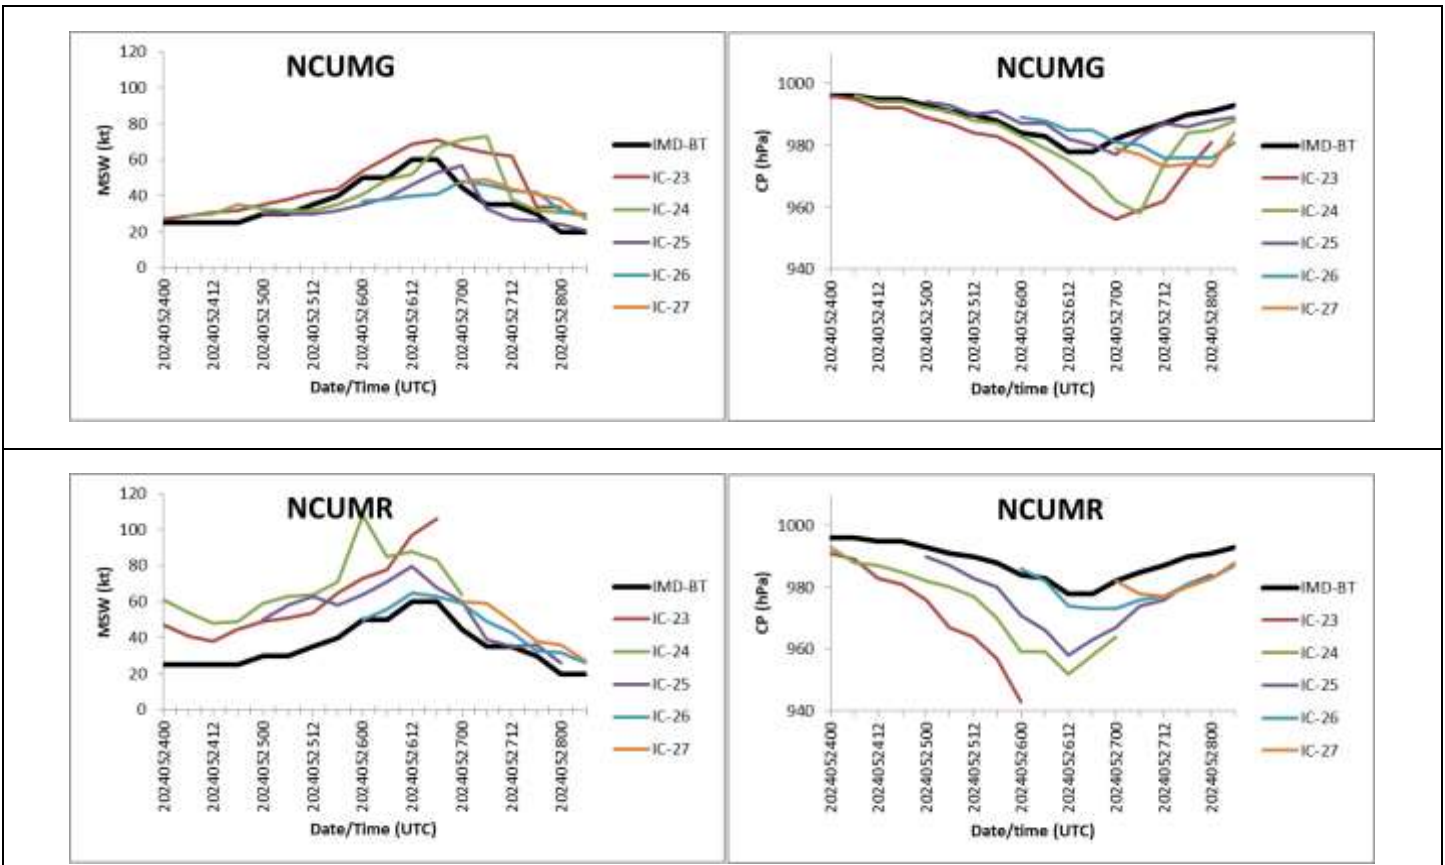 NCUMG
120
100
80
60
40
20
0
MSW (kt)
2024052400
2024052412
2024052500
2024052512
2024052600
2024052612
2024052700
2024052712
2024052800
Date/Time (UTC)
IMD-BT
IC-23
IC-24
IC-25
IC-26
IC-27
NCUMG
1000
980
960
940
CP (hPa)
2024052400
2024052412
2024052500
2024052512
2024052600
2024052612
2024052700
2024052712
2024052800
Date/time (UTC)
IMD-BT
IC-23
IC-24
IC-25
IC-26
IC-27
NCUMR
120
100
80
60
40
20
0
MSW (kt)
2024052400
2024052412
2024052500
2024052512
2024052600
2024052612
2024052700
2024052712
2024052800
Date/Time (UTC)
IMD-BT
IC-23
IC-24
IC-25
IC-26
IC-27
NCUMR
1000
980
960
940
CP (hPa)
2024052400
2024052412
2024052500
2024052512
2024052600
2024052612
2024052700
2024052712
2024052800
Date/time (UTC)
IMD-BT
IC-23
IC-24
IC-25
IC-26
IC-27